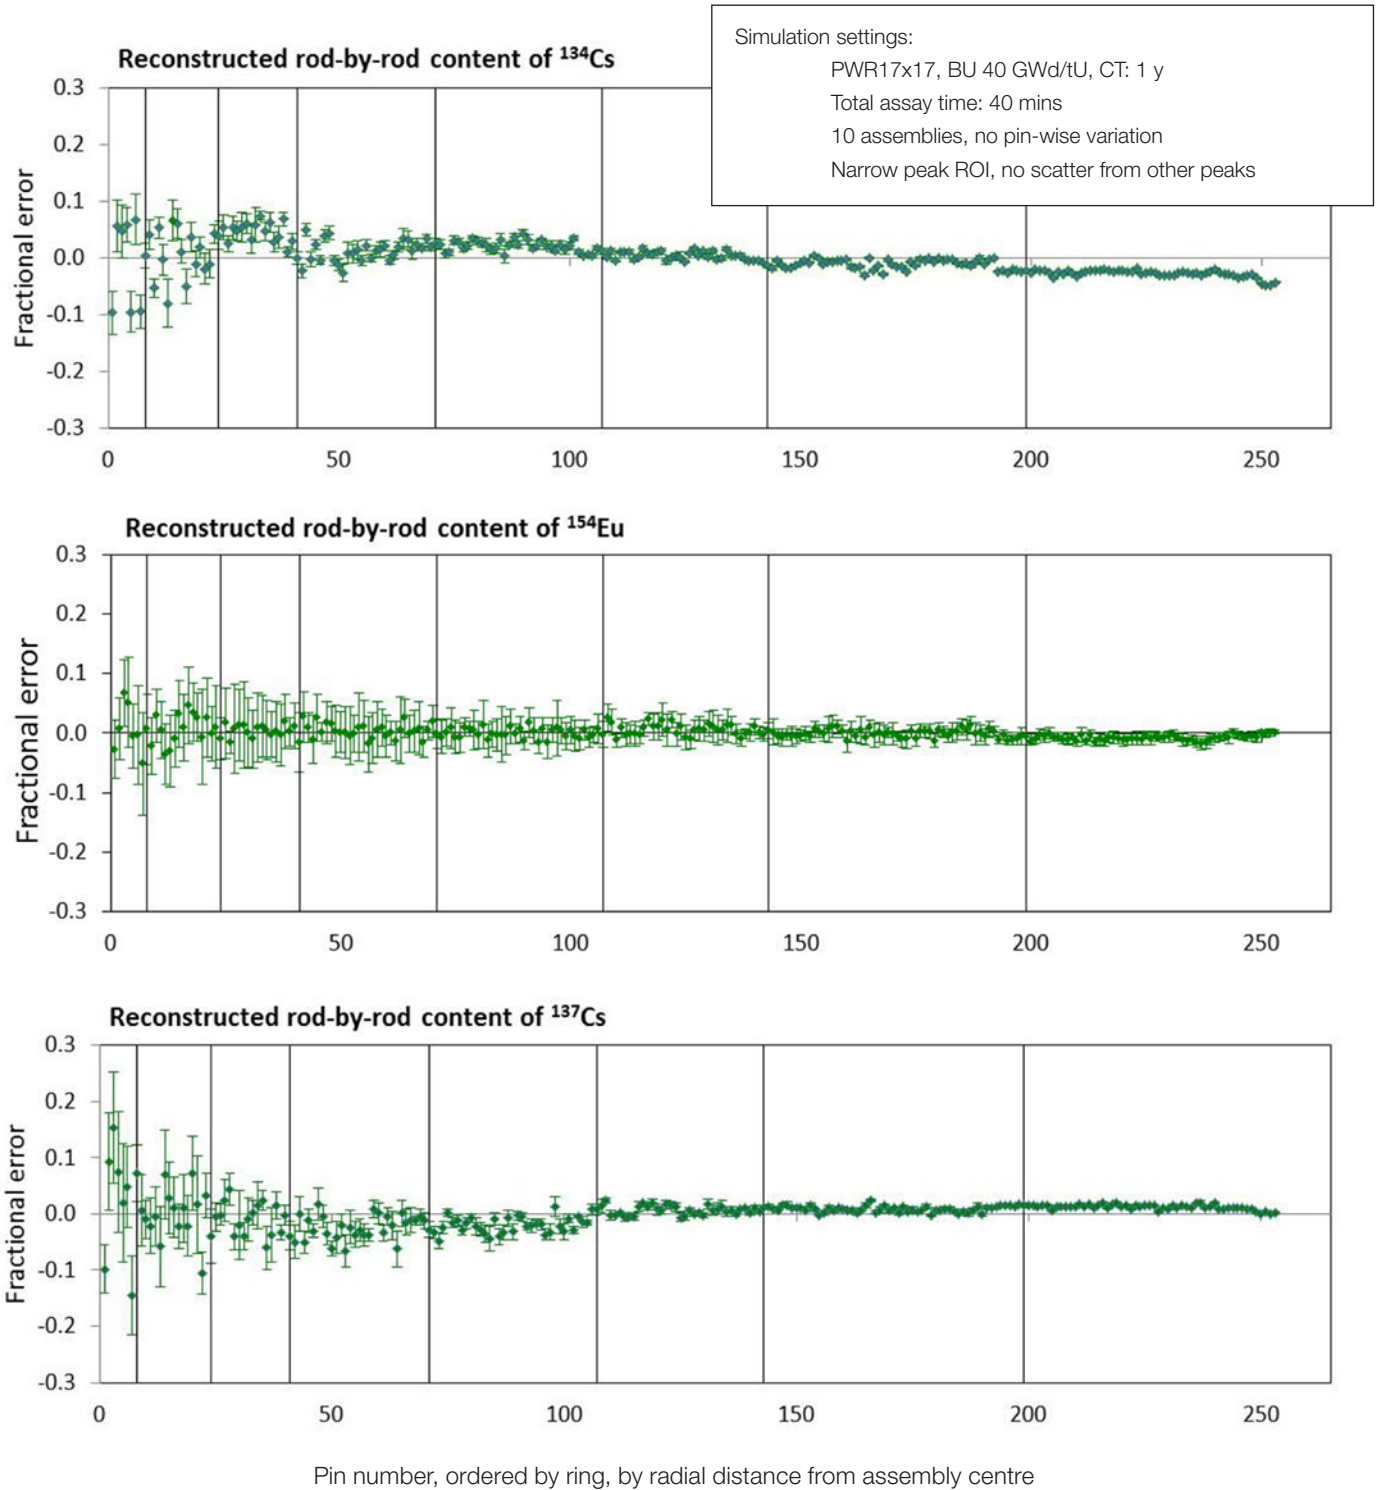 Simulation settings:
PWR17x17, BU 40 GWd/tU, CT: 1 y
Total assay time: 40 mins
10 assemblies, no pin-wise variation
Narrow peak ROI, no scatter from other peaks
Reconstructed rod-by-rod content of ¹³⁴Cs
Fractional error
0.3
0.2
0.1
0.0
-0.1
-0.2
-0.3
0 50 100 150 200 250
Reconstructed rod-by-rod content of ¹⁵⁴Eu
Fractional error
0.3
0.2
0.1
0.0
-0.1
-0.2
-0.3
0 50 100 150 200 250
Reconstructed rod-by-rod content of ¹³⁷Cs
Fractional error
0.3
0.2
0.1
0.0
-0.1
-0.2
-0.3
0 50 100 150 200 250
Pin number, ordered by ring, by radial distance from assembly centre